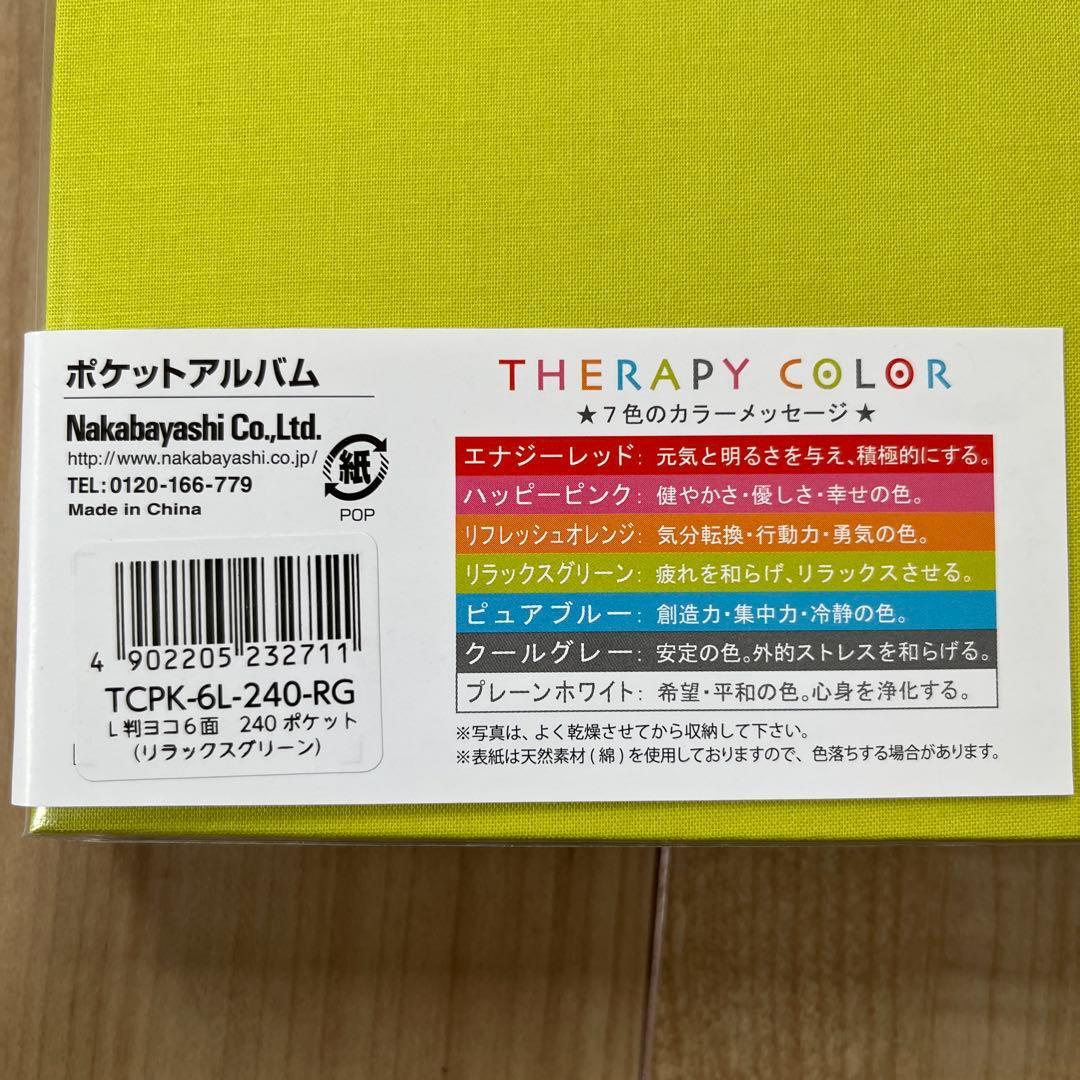 ポケットアルバム
Nakabayashi Co.,Ltd.
http://www.nakabayashi.co.jp/
TEL:0120-166-779
Made in China
紙
POP
4 902205 232711
TCPK-6L-240-RG
L判ヨコ6面 240ポケット
(リラックスグリーン)
THERAPY COLOR
★7色のカラーメッセージ★
エナジーレッド: 元気と明るさを与え、積極的にする。
ハッピーピンク: 健やかさ・優しさ・幸せの色。
リフレッシュオレンジ: 気分転換・行動力・勇気の色。
リラックスグリーン: 疲れを和らげ、リラックスさせる。
ピュアブルー: 創造力・集中力・冷静の色。
クールグレー: 安定の色。外的ストレスを和らげる。
プレーンホワイト: 希望・平和の色。心身を浄化する。
※写真は、よく乾燥させてから収納して下さい。
※表紙は天然素材(綿)を使用しておりますので、色落ちする場合があります。